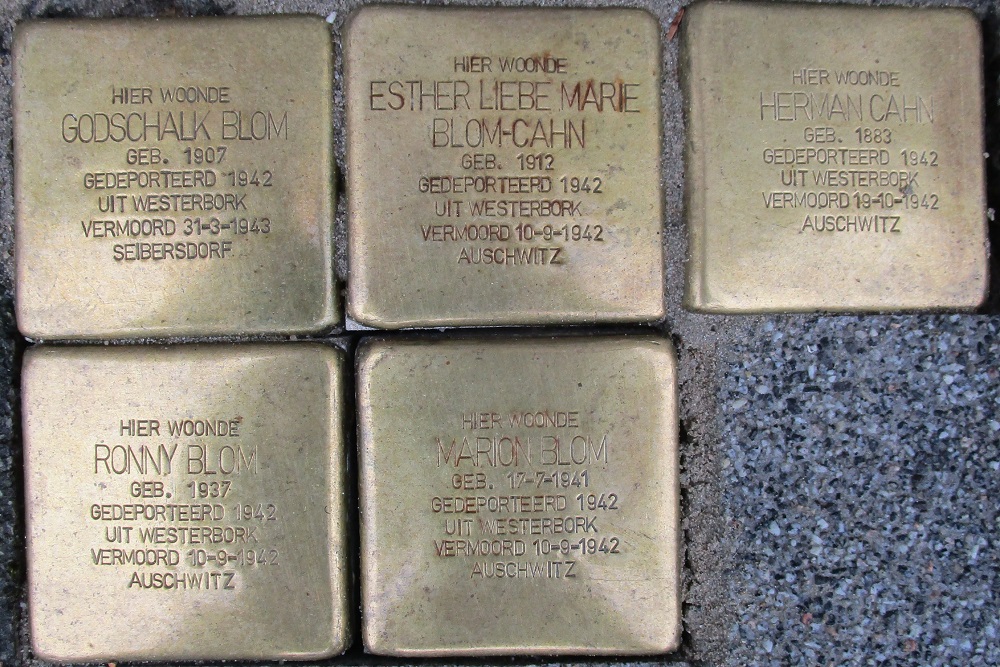 HIER WOONDE
GODSCHALK BLOM
GEB. 1907
GEDEPORTEERD 1942
UIT WESTERBORK
VERMOORD 31-3-1943
SEIBERSDORF
HIER WOONDE
ESTHER LIEBE MARIE
BLOM-CAHN
GEB. 1912
GEDEPORTEERD 1942
UIT WESTERBORK
VERMOORD 10-9-1942
AUSCHWITZ
HIER WOONDE
HERMAN CAHN
GEB. 1883
GEDEPORTEERD 1942
UIT WESTERBORK
VERMOORD 19-10-1942
AUSCHWITZ
HIER WOONDE
RONNY BLOM
GEB. 1937
GEDEPORTEERD 1942
UIT WESTERBORK
VERMOORD 10-9-1942
AUSCHWITZ
HIER WOONDE
MARION BLOM
GEB. 17-7-1941
GEDEPORTEERD 1942
UIT WESTERBORK
VERMOORD 10-9-1942
AUSCHWITZ